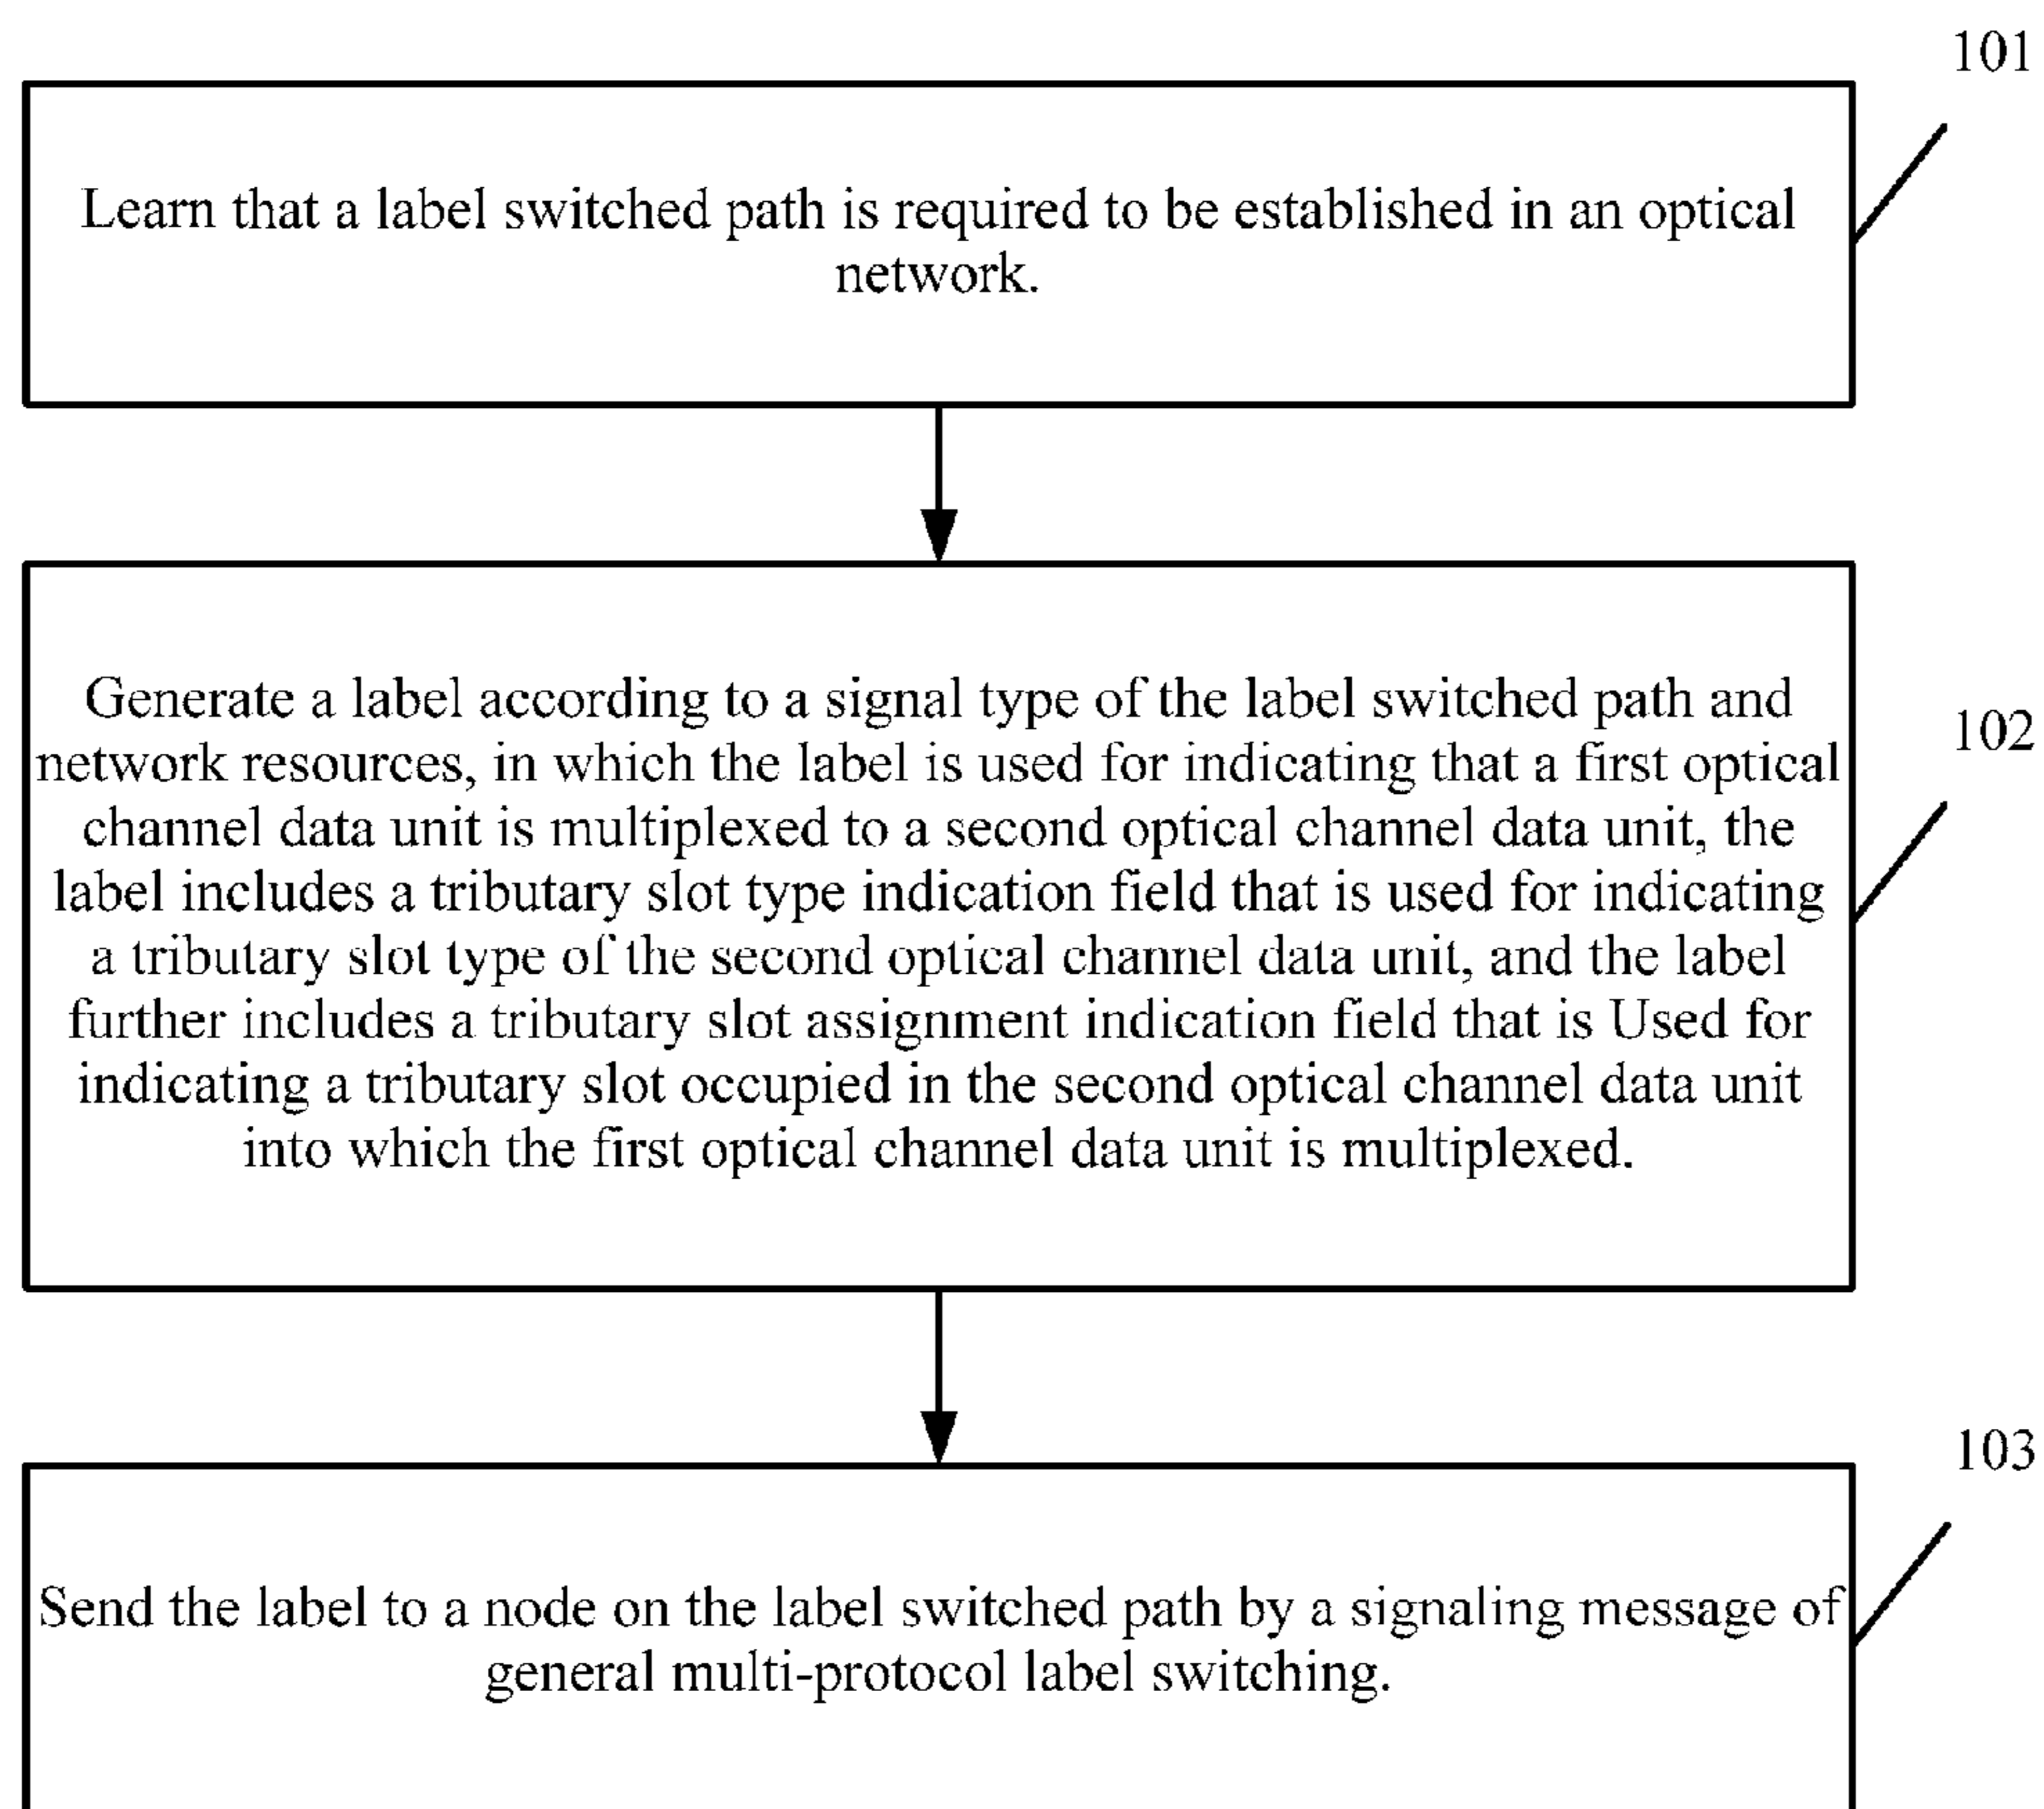 101
Learn that a label switched path is required to be established in an optical
network.
Generate a label according to a signal type of the label switched path and
102
network resources, in which the label is used for indicating that a first optical
channel data unit is multiplexed to a second optical channel data unit, the
label includes a tributary slot type indication field that is used for indicating
a tributary slot type of the second optical channel data unit, and the label
further includes a tributary slot assignment indication field that is Used for
indicating a tributary slot occupied in the second optical channel data unit
into which the first optical channel data unit is multiplexed.
103
Send the label to a node on the label switched path by a signaling message of
general multi-protocol label switching.